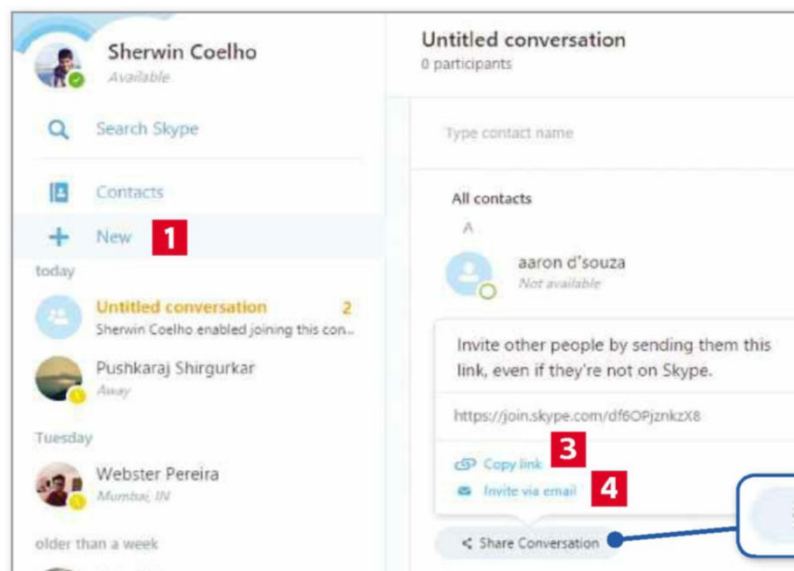 Sherwin Coelho
Available
Search Skype
Contacts
New 1
today
Untitled conversation 2
Sherwin Coelho enabled joining this con...
Pushkaraj Shirgurkar
Away
Tuesday
Webster Pereira
Mumbai, IN
older than a week
Untitled conversation
0 participants
Type contact name
All contacts
A
aaron d'souza
Not available
Invite other people by sending them this
link, even if they're not on Skype.
https://join.skype.com/df6OPjznkzX8
Copy link 3
Invite via email 4
Share Conversation